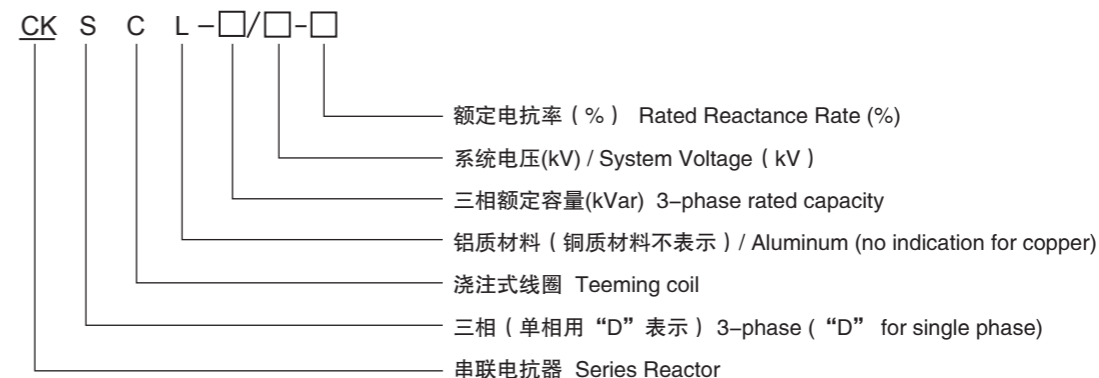 CK S C L –□/□-□
额定电抗率（%） Rated Reactance Rate (%)
系统电压(kV) / System Voltage（kV）
三相额定容量(kVar) 3–phase rated capacity
铝质材料（铜质材料不表示）/ Aluminum (no indication for copper)
浇注式线圈 Teeming coil
三相（单相用“D”表示） 3–phase (“D” for single phase)
串联电抗器 Series Reactor